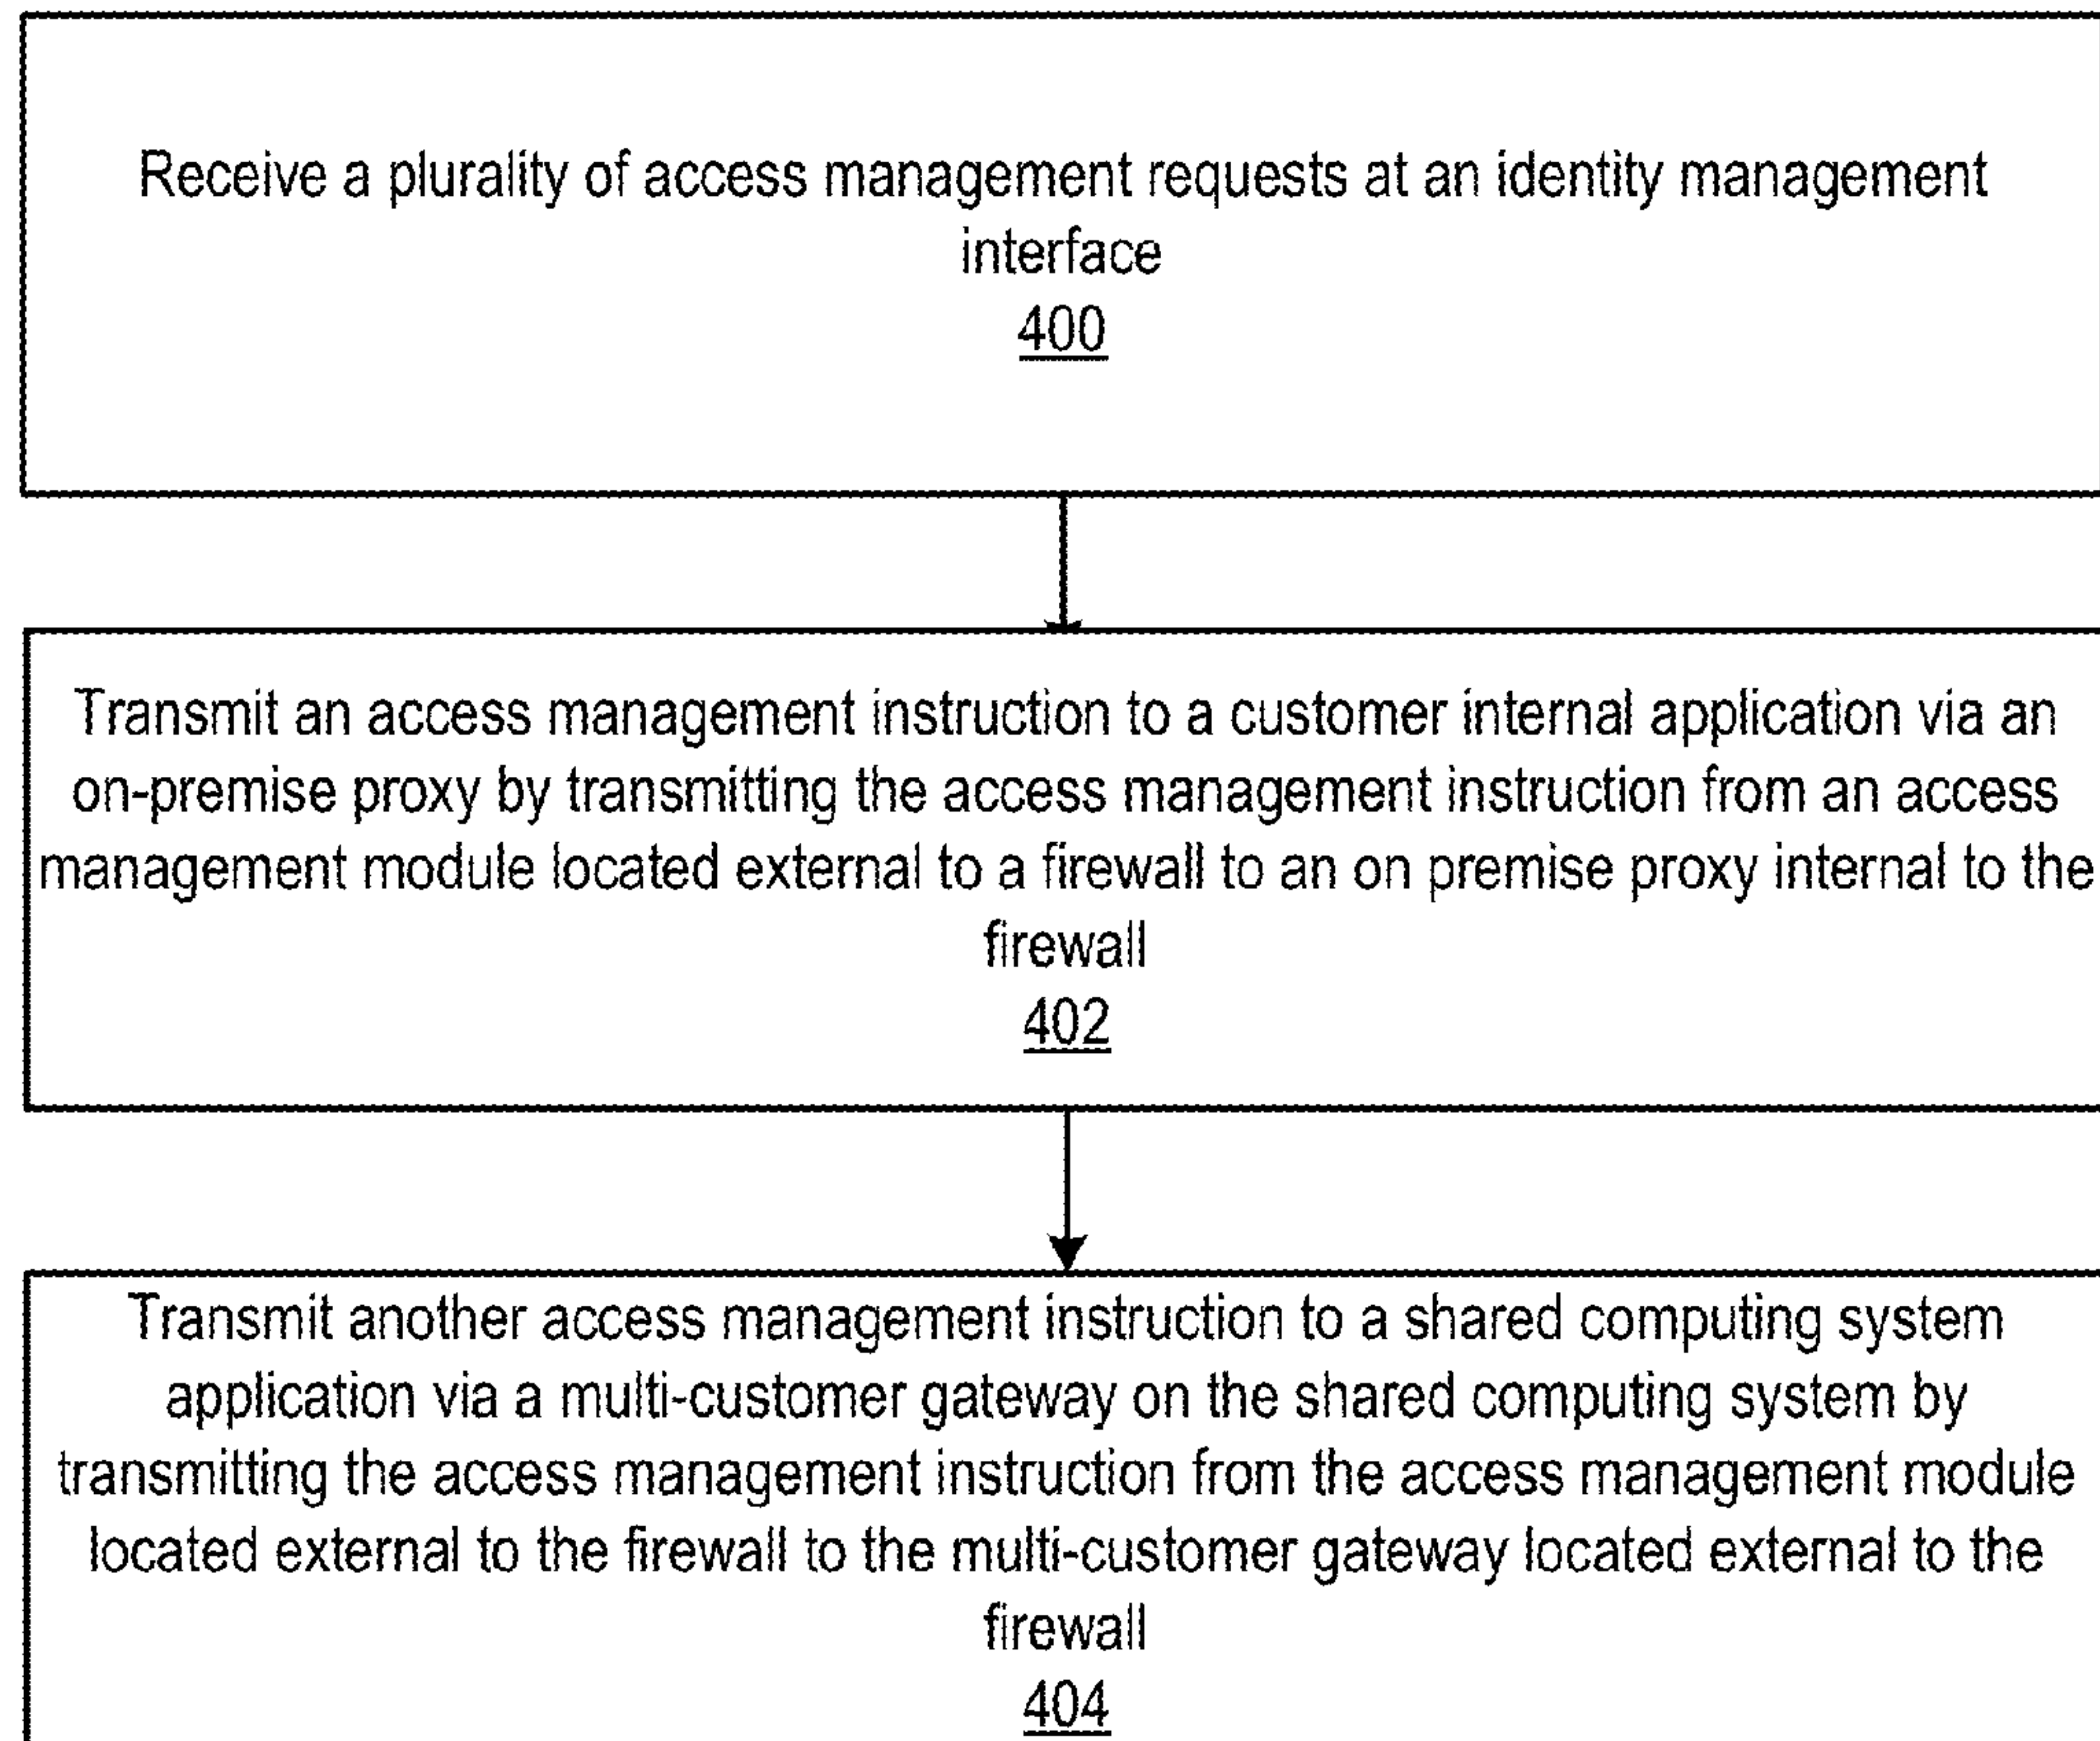 Receive a plurality of access management requests at an identity management
interface
400
Transmit an access management instruction to a customer internal application via an
on-premise proxy by transmitting the access management instruction from an access
management module located external to a firewall to an on premise proxy internal to the
firewall
402
Transmit another access management instruction to a shared computing system
application via a multi-customer gateway on the shared computing system by
transmitting the access management instruction from the access management module
located external to the firewall to the multi-customer gateway located external to the
firewall
404